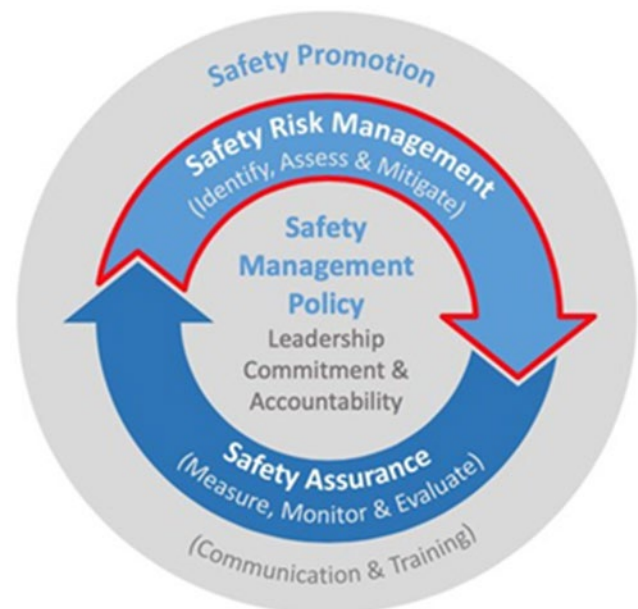 Safety Promotion
Safety Risk Management
(Identify, Assess & Mitigate)
Safety
Management
Policy
Leadership
Commitment &
Accountability
Safety Assurance
(Measure, Monitor & Evaluate)
(Communication & Training)